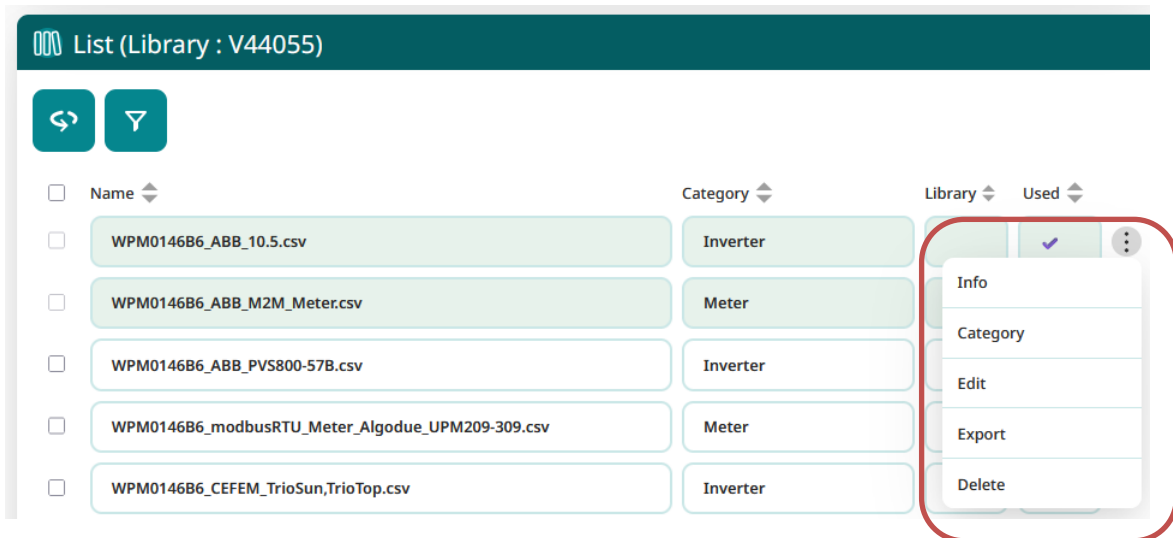 List (Library : V44055)
Name Category Library Used
WPM0146B6_ABB_10.5.csv Inverter
Info
WPM0146B6_ABB_M2M_Meter.csv Meter
Category
WPM0146B6_ABB_PVS800-57B.csv Inverter
Edit
WPM0146B6_modbusRTU_Meter_Algodue_UPM209-309.csv Meter
Export
WPM0146B6_CEFEM_TrioSun,TrioTop.csv Inverter
Delete